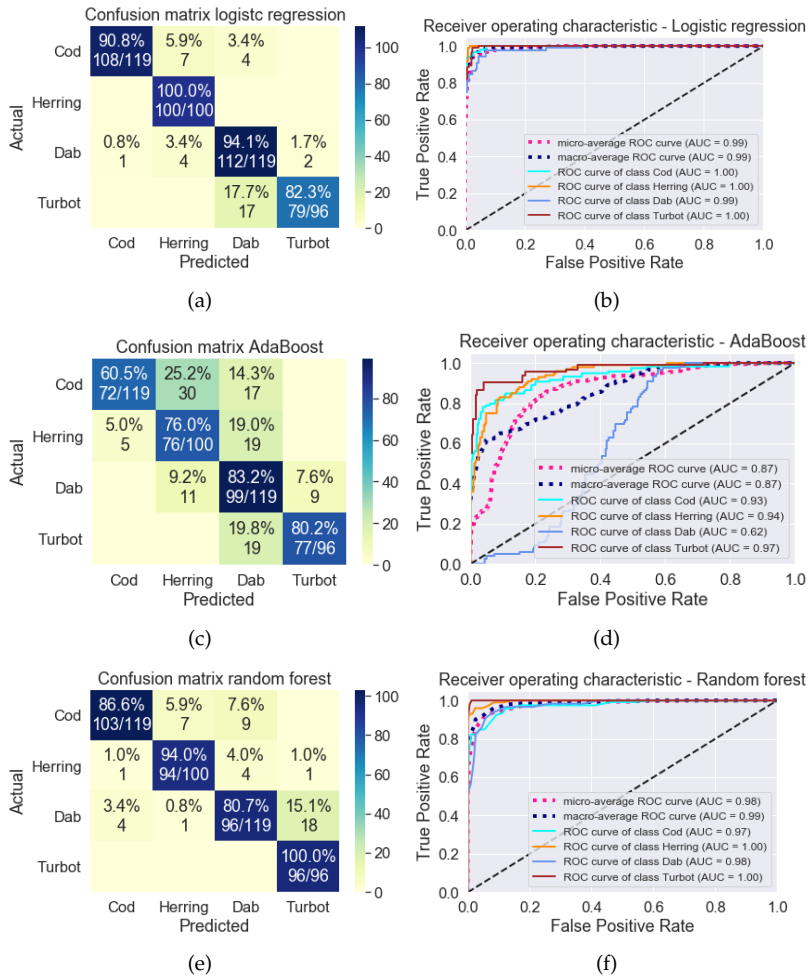 Confusion matrix logistc regression
Actual
Cod
90.8% 5.9% 3.4%
108/119 7 4
Herring
100.0%
100/100
Dab
0.8% 3.4% 94.1% 1.7%
1 4 112/119 2
Turbot
17.7% 82.3%
17 79/96
Cod Herring Dab Turbot
Predicted
100
80
60
40
20
0
(a)
Receiver operating characteristic - Logistic regression
True Positive Rate
1.0
0.8
0.6
0.4
0.2
0.0
micro-average ROC curve (AUC = 0.99)
macro-average ROC curve (AUC = 0.99)
ROC curve of class Cod (AUC = 1.00)
ROC curve of class Herring (AUC = 1.00)
ROC curve of class Dab (AUC = 0.99)
ROC curve of class Turbot (AUC = 1.00)
0.0 0.2 0.4 0.6 0.8 1.0
False Positive Rate
(b)
Confusion matrix AdaBoost
Actual
Cod
60.5% 25.2% 14.3%
72/119 30 17
Herring
5.0% 76.0% 19.0%
5 76/100 19
Dab
9.2% 83.2% 7.6%
11 99/119 9
Turbot
19.8% 80.2%
19 77/96
Cod Herring Dab Turbot
Predicted
80
60
40
20
0
(c)
Receiver operating characteristic - AdaBoost
True Positive Rate
1.0
0.8
0.6
0.4
0.2
0.0
micro-average ROC curve (AUC = 0.87)
macro-average ROC curve (AUC = 0.87)
ROC curve of class Cod (AUC = 0.93)
ROC curve of class Herring (AUC = 0.94)
ROC curve of class Dab (AUC = 0.62)
ROC curve of class Turbot (AUC = 0.97)
0.0 0.2 0.4 0.6 0.8 1.0
False Positive Rate
(d)
Confusion matrix random forest
Actual
Cod
86.6% 5.9% 7.6%
103/119 7 9
Herring
1.0% 94.0% 4.0% 1.0%
1 94/100 4 1
Dab
3.4% 0.8% 80.7% 15.1%
4 1 96/119 18
Turbot
100.0%
96/96
Cod Herring Dab Turbot
Predicted
100
80
60
40
20
0
(e)
Receiver operating characteristic - Random forest
True Positive Rate
1.0
0.8
0.6
0.4
0.2
0.0
micro-average ROC curve (AUC = 0.98)
macro-average ROC curve (AUC = 0.99)
ROC curve of class Cod (AUC = 0.97)
ROC curve of class Herring (AUC = 1.00)
ROC curve of class Dab (AUC = 0.98)
ROC curve of class Turbot (AUC = 1.00)
0.0 0.2 0.4 0.6 0.8 1.0
False Positive Rate
(f)